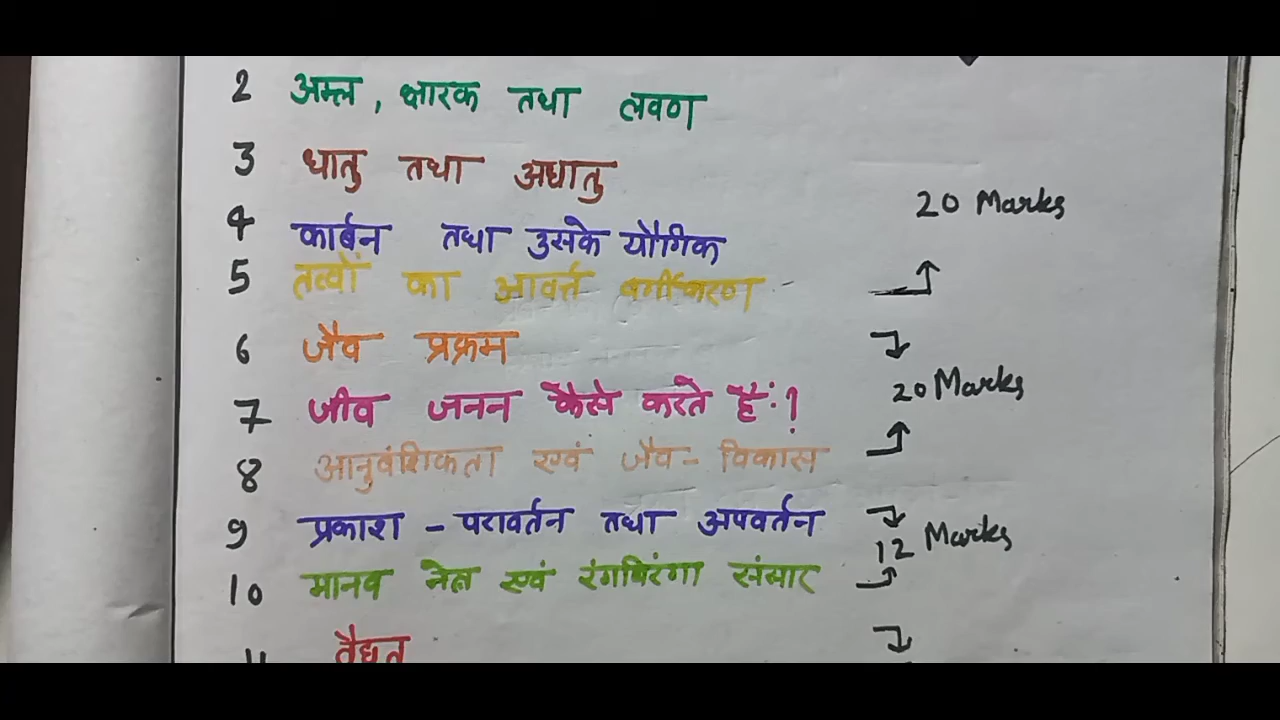 2 अम्ल, क्षारक तथा लवण
3 धातु तथा अधातु
20 Marks
4 कार्बन तथा उसके यौगिक
5 तत्वों का आवर्त्त वर्गीकरण
6 जैव प्रक्रम
20 Marks
7 जीव जनन कैसे करते हैं?
8 आनुवंशिकता एवं जैव-विकास
9 प्रकाश - परावर्तन तथा अपवर्तन
12 Marks
10 मानव नेत्र एवं रंगबिरंगा संसार
11 वैद्युत